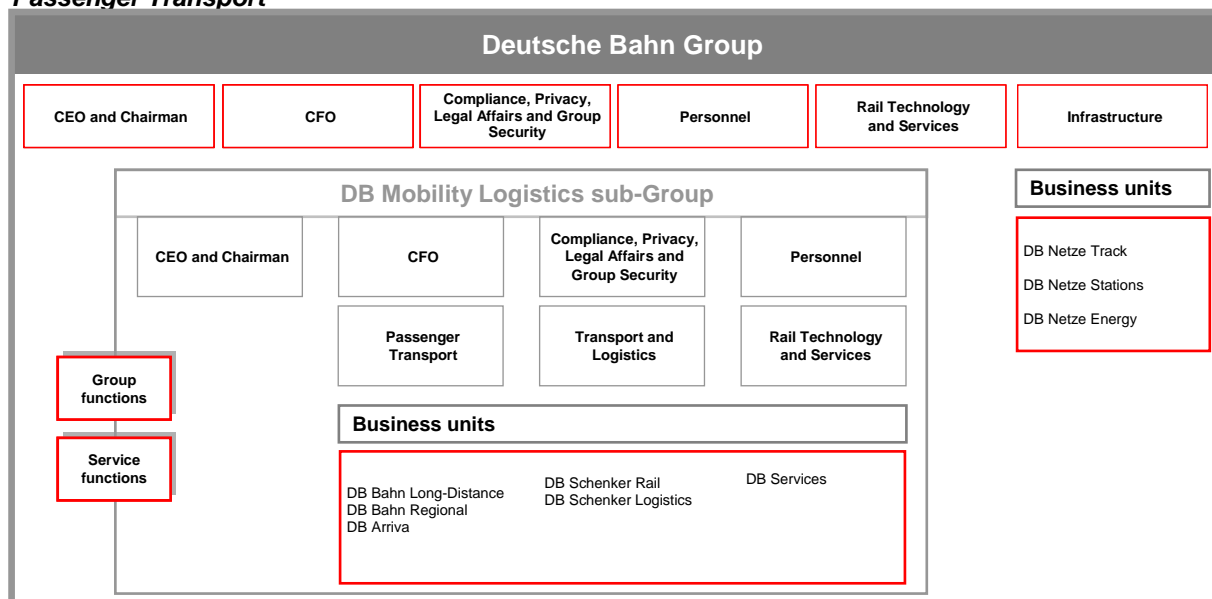 Passenger Transport
Deutsche Bahn Group
CEO and Chairman
CFO
Compliance, Privacy,
Legal Affairs and Group
Security
Personnel
Rail Technology
and Services
Infrastructure
DB Mobility Logistics sub-Group
CEO and Chairman
CFO
Compliance, Privacy,
Legal Affairs and
Group Security
Personnel
Passenger
Transport
Transport and
Logistics
Rail Technology
and Services
Group
functions
Service
functions
Business units
DB Bahn Long-Distance
DB Bahn Regional
DB Arriva
DB Schenker Rail
DB Schenker Logistics
DB Services
Business units
DB Netze Track
DB Netze Stations
DB Netze Energy